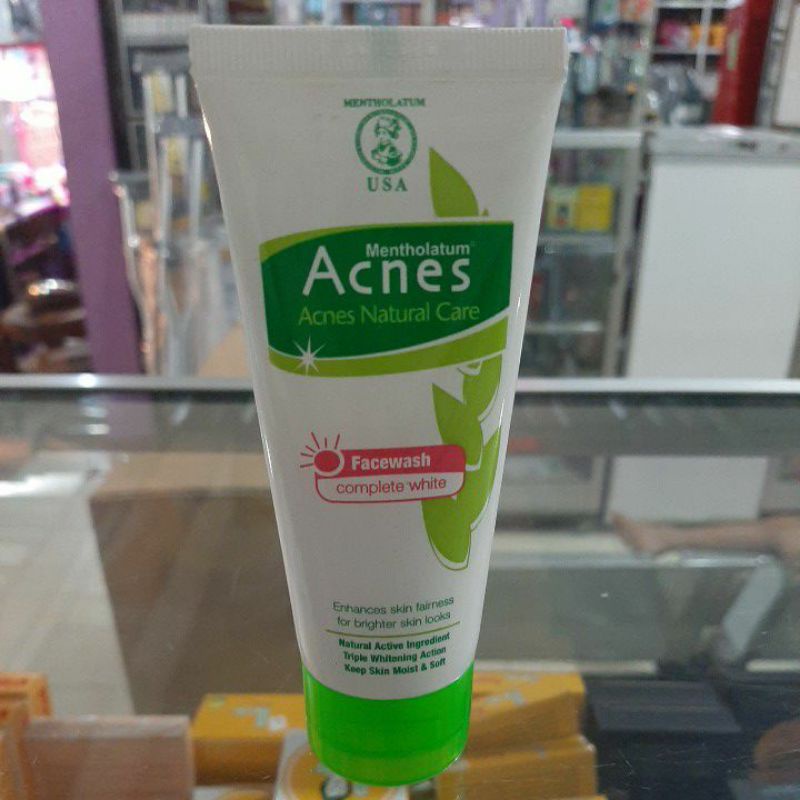 MENTHOLATUM
USA
Mentholatum
Acnes
Acnes Natural Care
Facewash
complete white
Enhances skin fairness
for brighter skin looks
Natural Active Ingredient
Triple Whitening Action
Keep Skin Moist & Soft